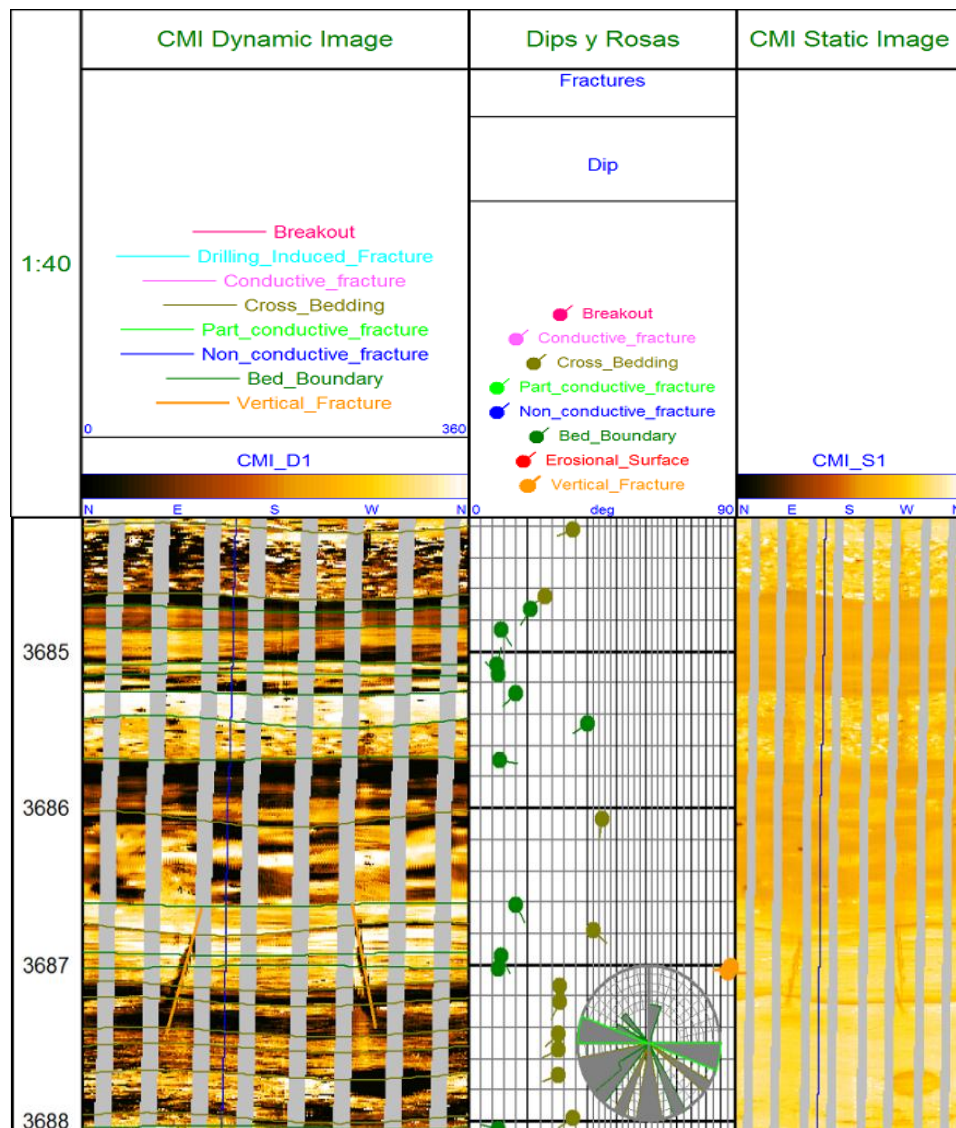 CMI Dynamic Image
Dips y Rosas
CMI Static Image
Fractures
Dip
1:40
Breakout
Drilling_Induced_Fracture
Conductive_fracture
Cross_Bedding
Part_conductive_fracture
Non_conductive_fracture
Bed_Boundary
Vertical_Fracture
0 360
Breakout
Conductive_fracture
Cross_Bedding
Part_conductive_fracture
Non_conductive_fracture
Bed_Boundary
Erosional_Surface
Vertical_Fracture
CMI_D1
CMI_S1
N E S W N
0 deg 90
N E S W N
3685
3686
3687
3688